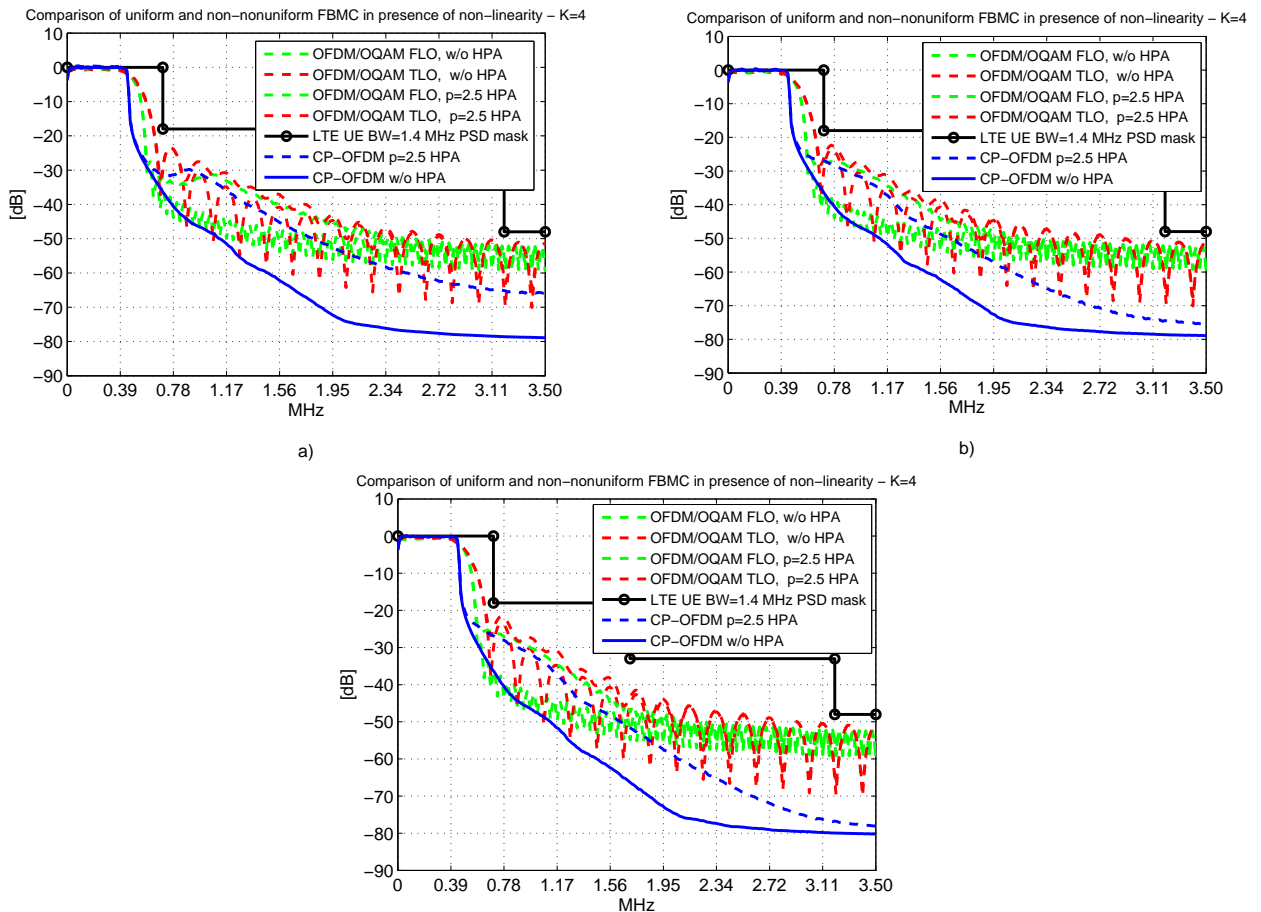 Comparison of uniform and non−nonuniform FBMC in presence of non−linearity − K=4
10
0
−10
−20
−30
−40
−50
−60
−70
−80
−90
[dB]
OFDM/OQAM FLO, w/o HPA
OFDM/OQAM TLO, w/o HPA
OFDM/OQAM FLO, p=2.5 HPA
OFDM/OQAM TLO, p=2.5 HPA
LTE UE BW=1.4 MHz PSD mask
CP−OFDM p=2.5 HPA
CP−OFDM w/o HPA
0 0.39 0.78 1.17 1.56 1.95 2.34 2.72 3.11 3.50
MHz
a)
Comparison of uniform and non−nonuniform FBMC in presence of non−linearity − K=4
10
0
−10
−20
−30
−40
−50
−60
−70
−80
−90
[dB]
OFDM/OQAM FLO, w/o HPA
OFDM/OQAM TLO, w/o HPA
OFDM/OQAM FLO, p=2.5 HPA
OFDM/OQAM TLO, p=2.5 HPA
LTE UE BW=1.4 MHz PSD mask
CP−OFDM p=2.5 HPA
CP−OFDM w/o HPA
0 0.39 0.78 1.17 1.56 1.95 2.34 2.72 3.11 3.50
MHz
b)
Comparison of uniform and non−nonuniform FBMC in presence of non−linearity − K=4
10
0
−10
−20
−30
−40
−50
−60
−70
−80
−90
[dB]
OFDM/OQAM FLO, w/o HPA
OFDM/OQAM TLO, w/o HPA
OFDM/OQAM FLO, p=2.5 HPA
OFDM/OQAM TLO, p=2.5 HPA
LTE UE BW=1.4 MHz PSD mask
CP−OFDM p=2.5 HPA
CP−OFDM w/o HPA
0 0.39 0.78 1.17 1.56 1.95 2.34 2.72 3.11 3.50
MHz